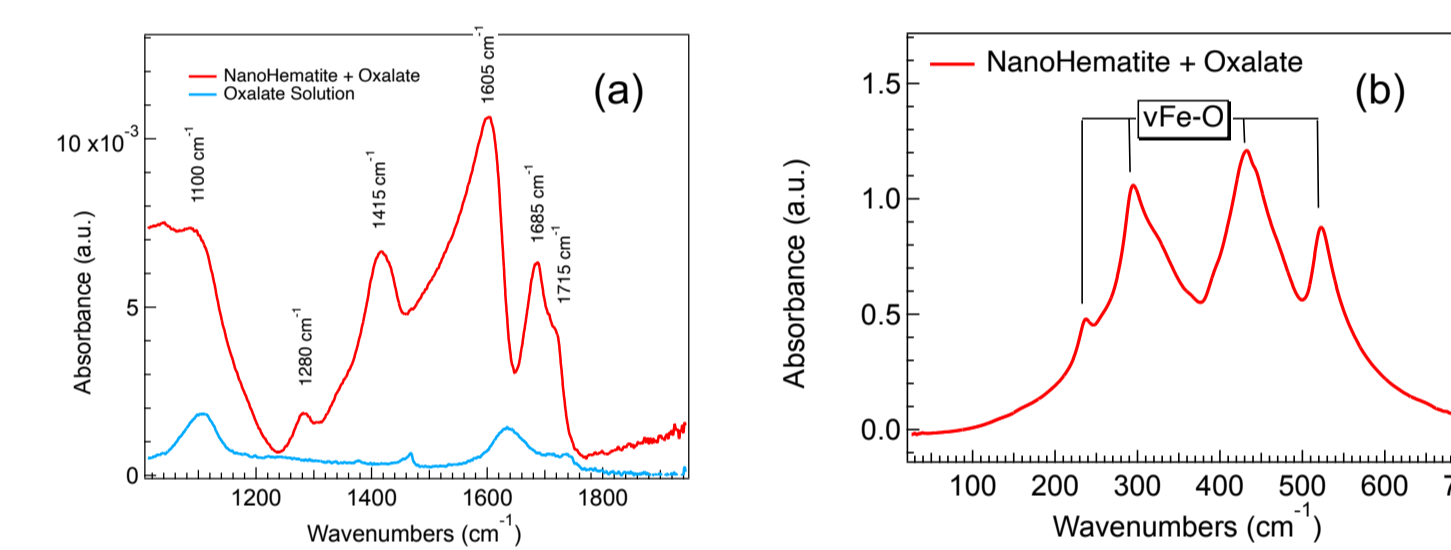 NanoHematite + Oxalate
Oxalate Solution
(a)
1100 cm⁻¹
1280 cm⁻¹
1415 cm⁻¹
1605 cm⁻¹
1685 cm⁻¹
1715 cm⁻¹
10 x10⁻³
5
0
Absorbance (a.u.)
1200 1400 1600 1800
Wavenumbers (cm⁻¹)
NanoHematite + Oxalate
(b)
vFe-O
1.5
1.0
0.5
0.0
Absorbance (a.u.)
100 200 300 400 500 600
Wavenumbers (cm⁻¹)